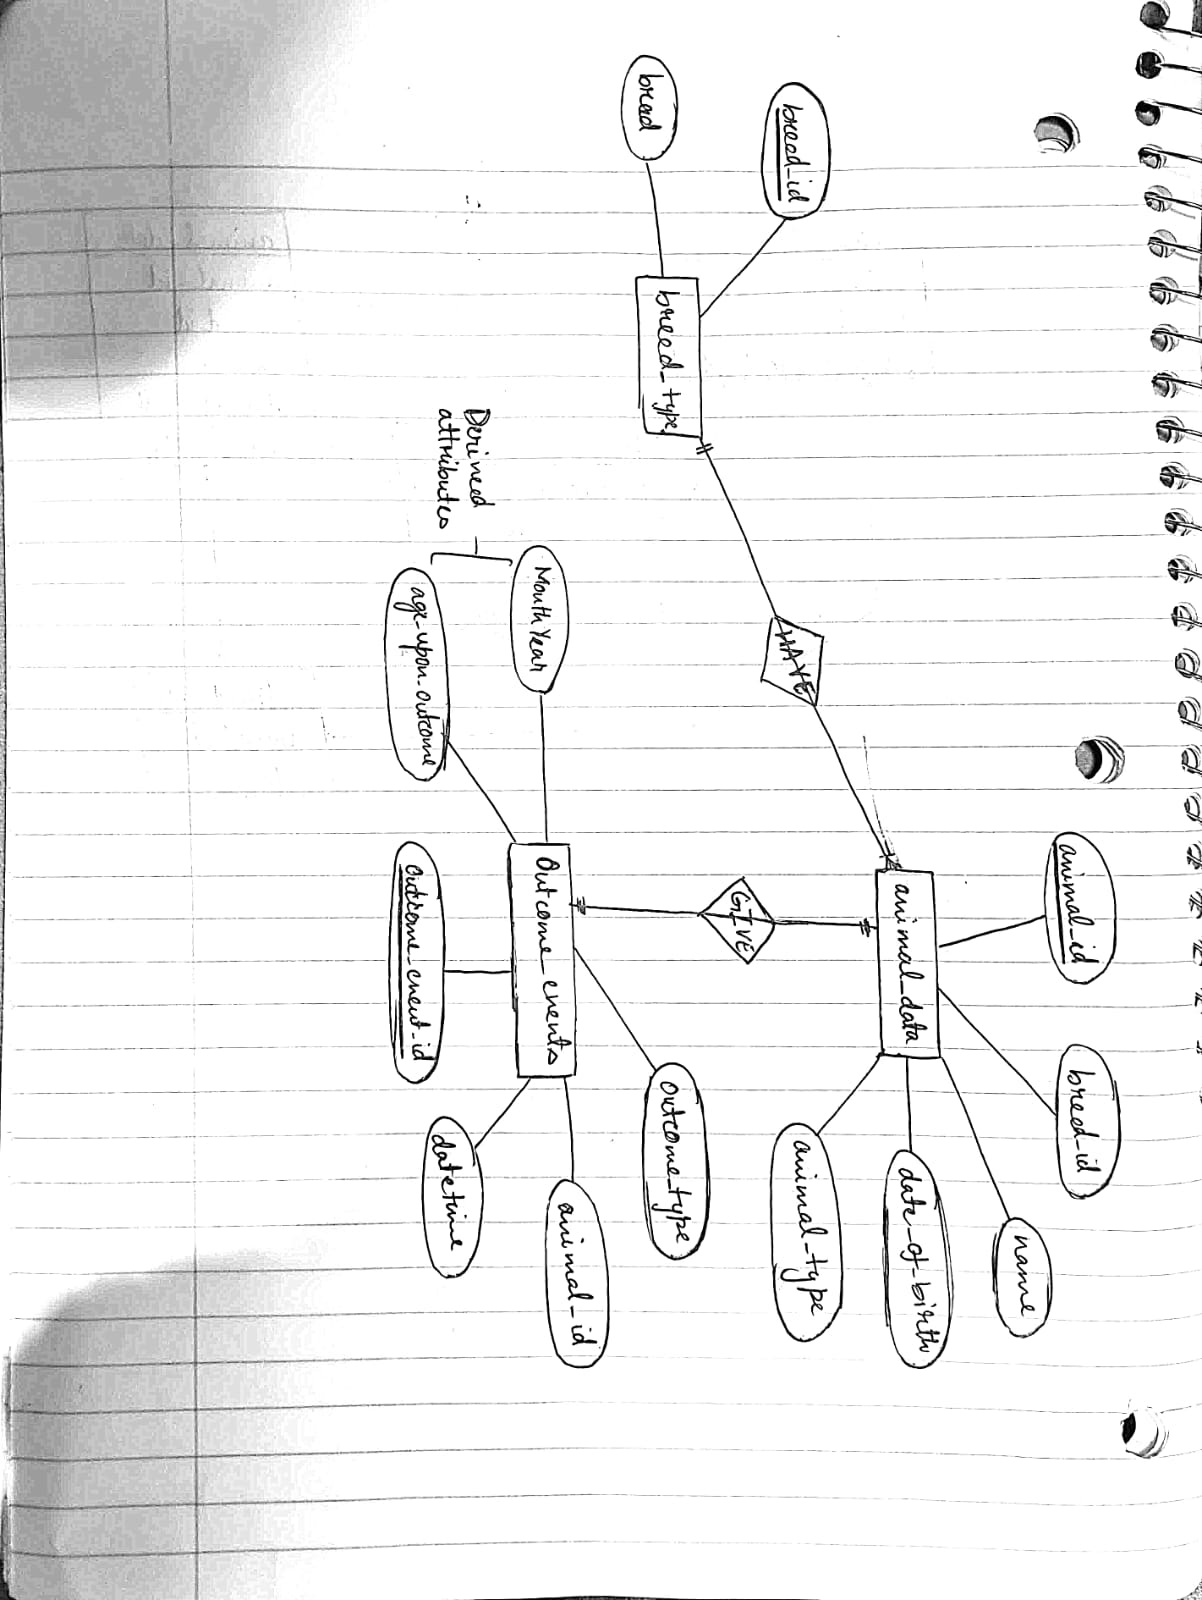 animal_id
breed_id
name
breed_id
animal_data
date_of_birth
animal_type
HAVE
GIVE
bread
breed_type
outcome_type
Mouth Year
Outcome_events
animal_id
Derived
attributes
age_upon_outcome
outcome_event_id
datetime